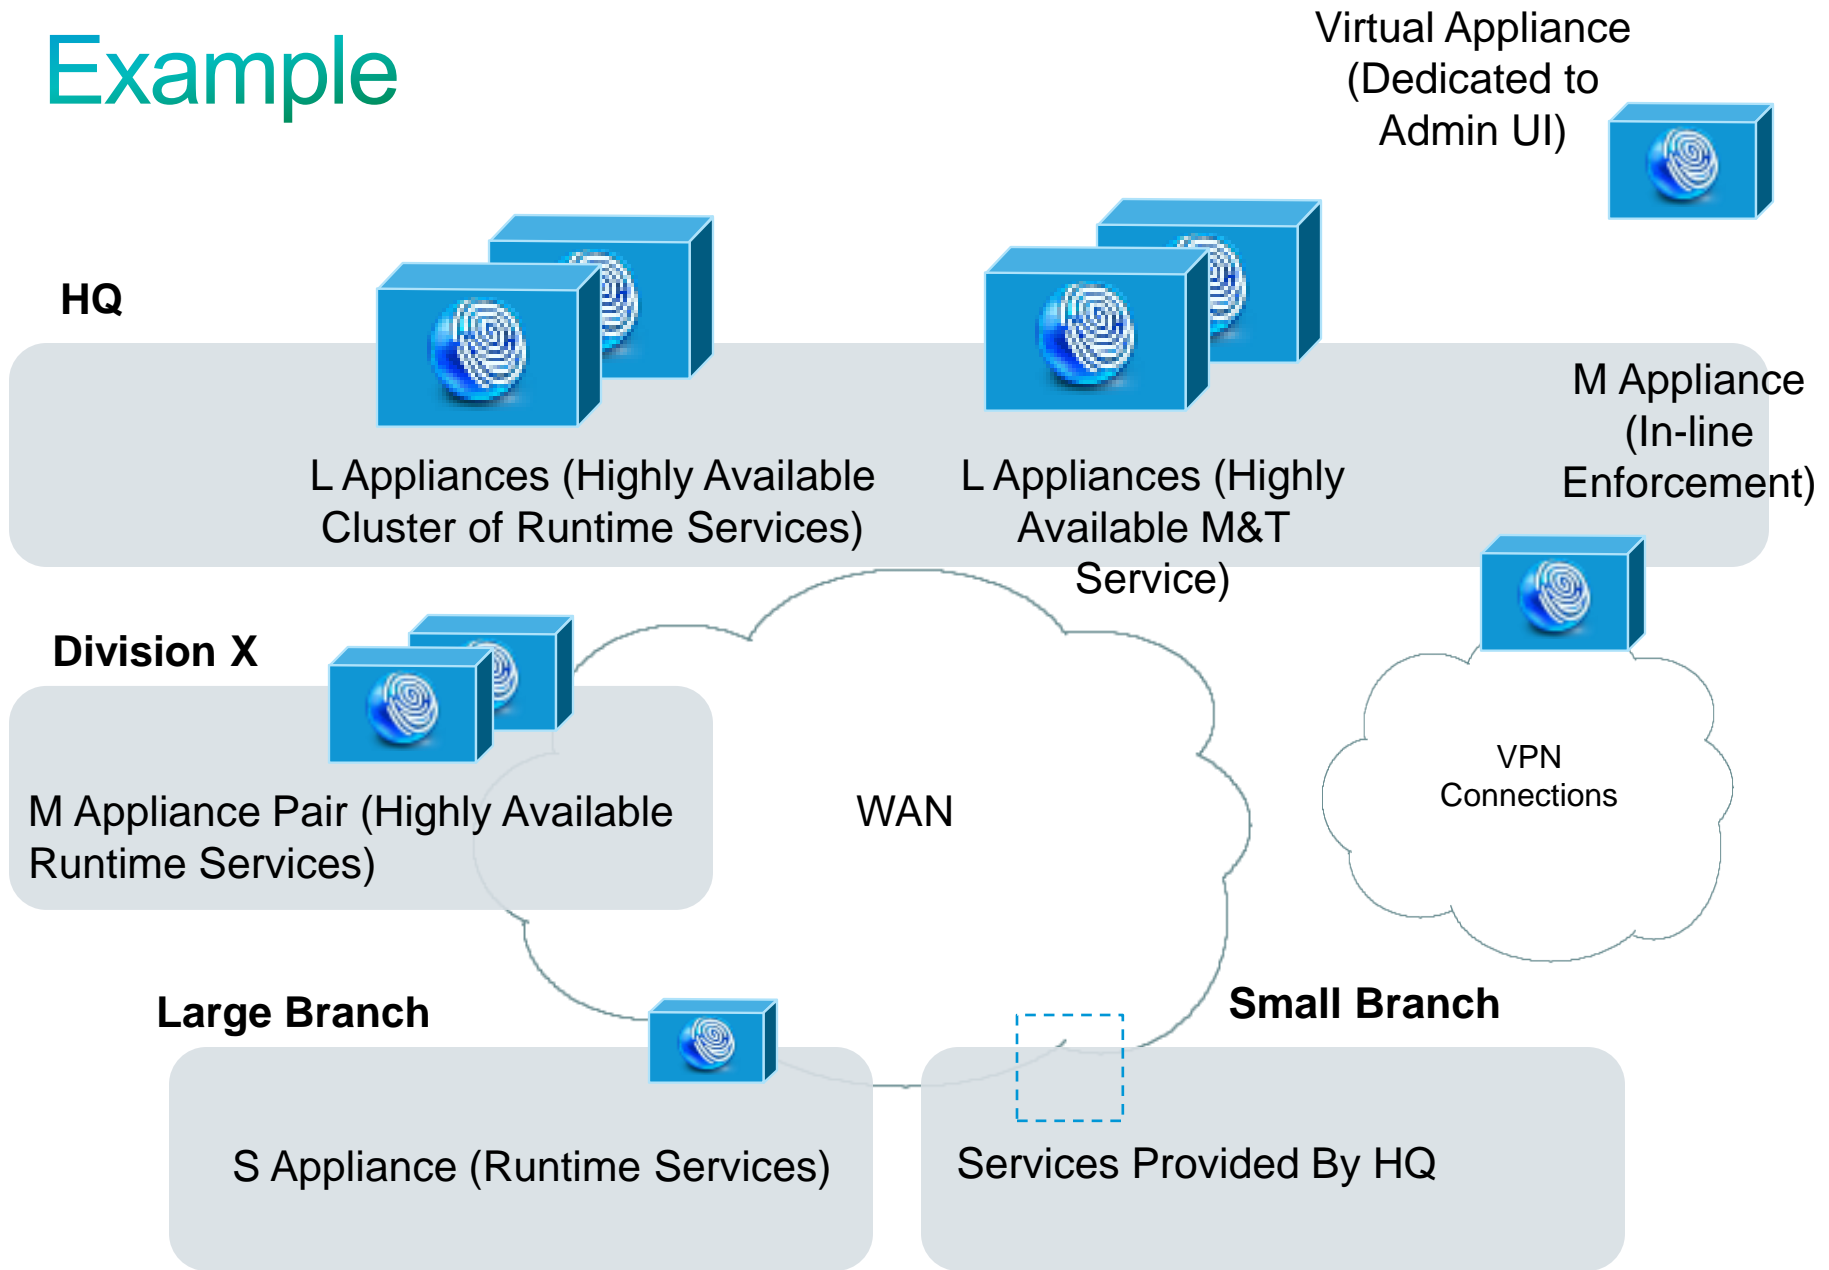 Example
Virtual Appliance
(Dedicated to
Admin UI)
HQ
L Appliances (Highly Available
Cluster of Runtime Services)
L Appliances (Highly
Available M&T
Service)
M Appliance
(In-line
Enforcement)
Division X
M Appliance Pair (Highly Available
Runtime Services)
WAN
VPN
Connections
Large Branch
S Appliance (Runtime Services)
Small Branch
Services Provided By HQ